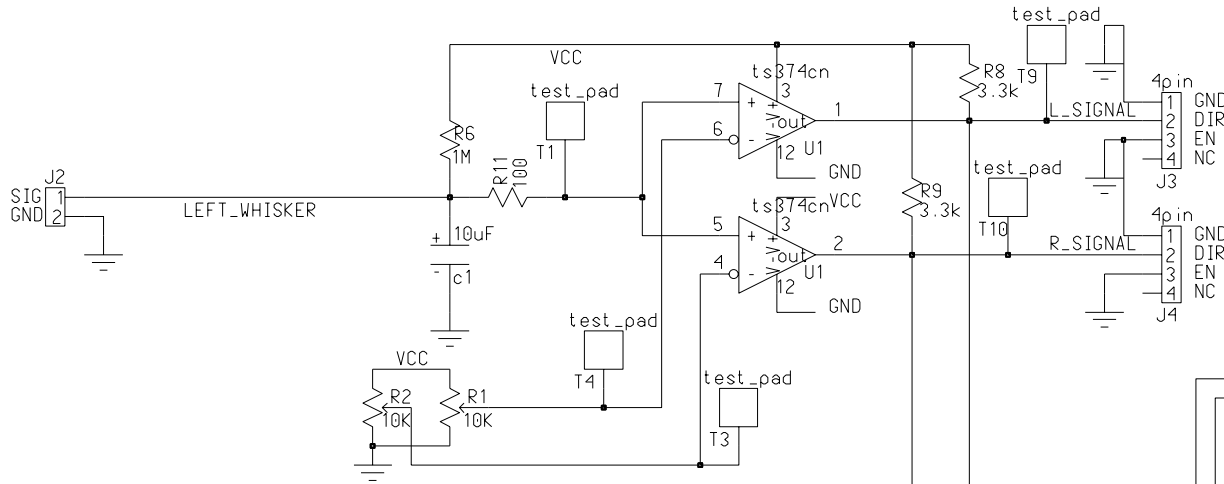 test_pad
VCC
ts374cn
R8
3.3k
T9
4pin
test_pad
7
+
3
+
1
L_SIGNAL
1 GND
2 DIR
3 EN
4 NC
J3
R6
1M
T1
6
-
V
-out
12
U1
GND
R11
100
test_pad
J2
SIG 1
GND 2
LEFT_WHISKER
R9
3.3k
T10
ts374cn
VCC
4pin
+
10uF
-
c1
5
+
3
+
2
R_SIGNAL
1 GND
2 DIR
3 EN
4 NC
J4
4
-
V
-out
12
U1
GND
test_pad
T4
VCC
R2
10K
R1
10K
test_pad
T3